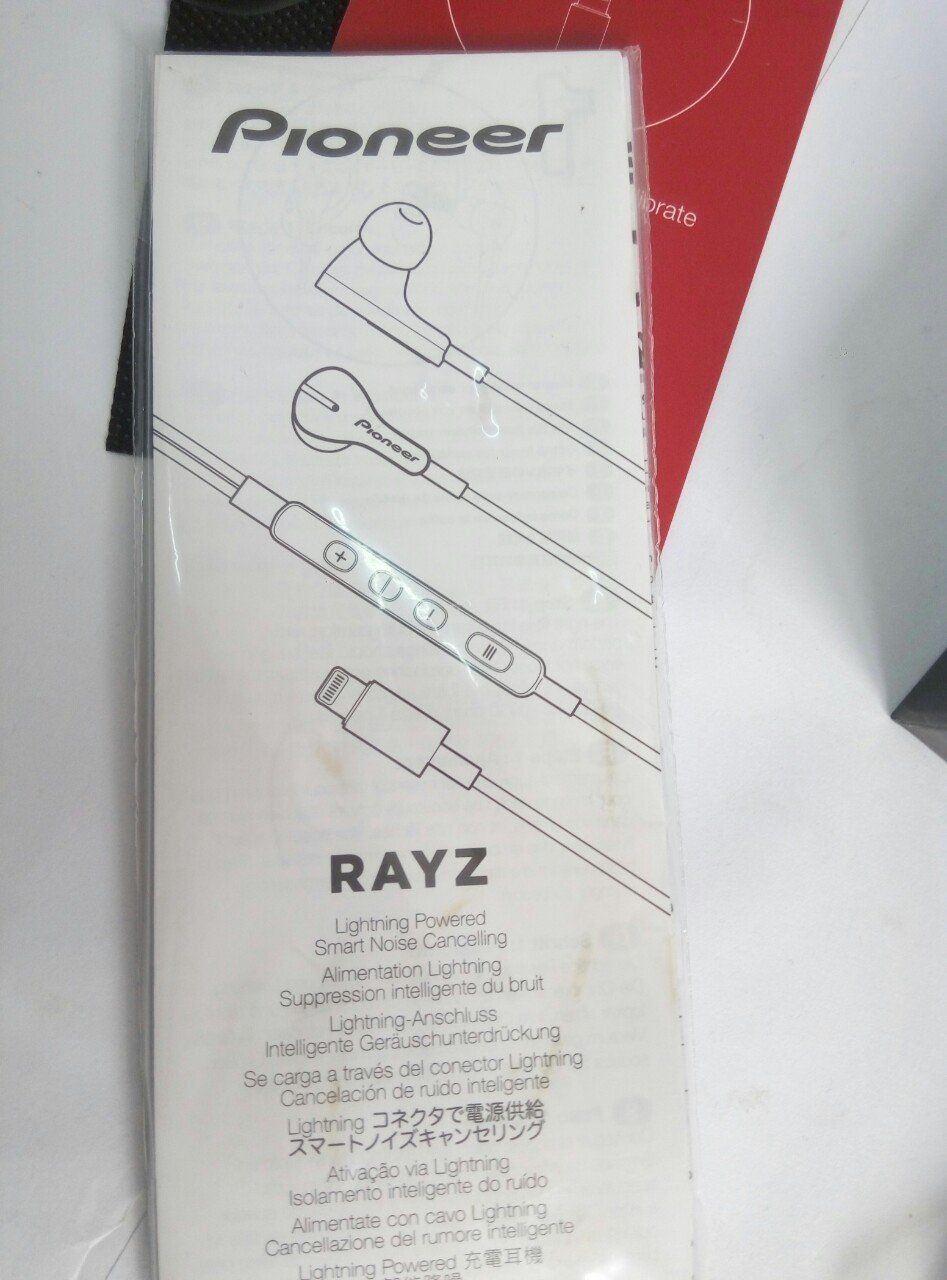 Pioneer
Pioneer
RAYZ
Lightning Powered
Smart Noise Cancelling
Alimentation Lightning
Suppression intelligente du bruit
Lightning-Anschluss
Intelligente Geräuschunterdrückung
Se carga a través del conector Lightning
Cancelación de ruido inteligente
Lightning コネクタで電源供給
スマートノイズキャンセリング
Ativação via Lightning
Isolamento inteligente do ruído
Alimentate con cavo Lightning
Cancellazione del rumore intelligente
Lightning Powered 充電耳機